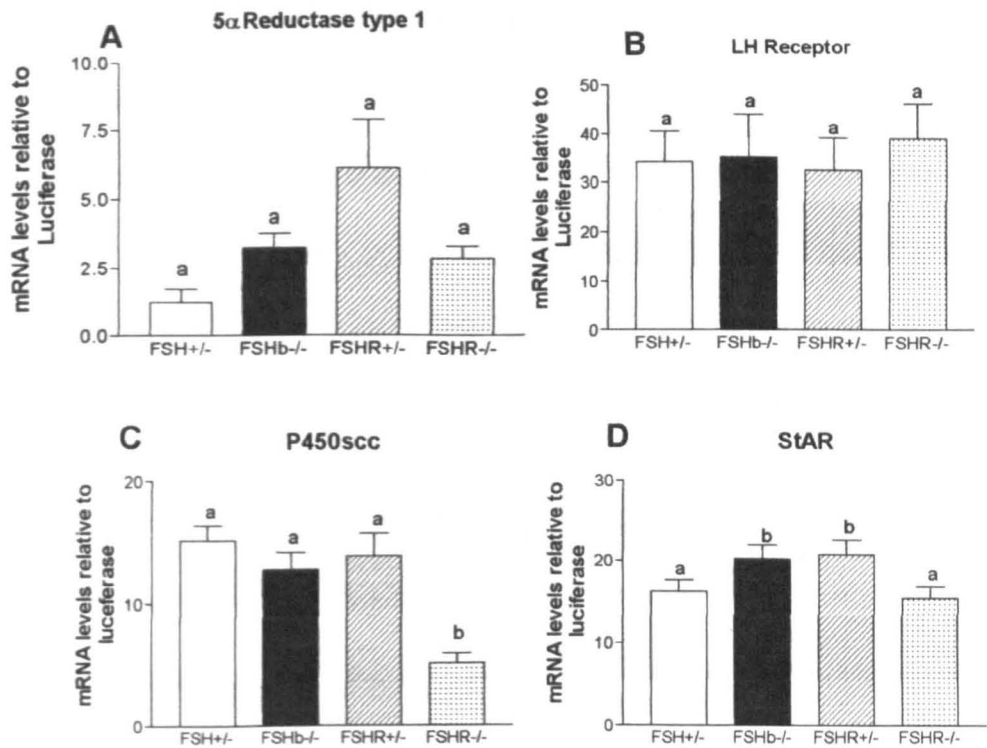 A
5α Reductase type 1
mRNA levels relative to
Luciferase
10.0
7.5
5.0
2.5
0.0
a
a
a
a
FSH+/-
FSHb-/-
FSHR+/-
FSHR-/-
B
LH Receptor
mRNA levels relative to
Luciferase
50
40
30
20
10
0
a
a
a
a
FSH+/-
FSHb-/-
FSHR+/-
FSHR-/-
C
P450scc
mRNA levels relative to
luceferase
20
10
0
a
a
a
b
FSH+/-
FSHb-/-
FSHR+/-
FSHR-/-
D
StAR
mRNA levels relative to
luciferase
30
20
10
0
a
b
b
a
FSH+/-
FSHb-/-
FSHR+/-
FSHR-/-